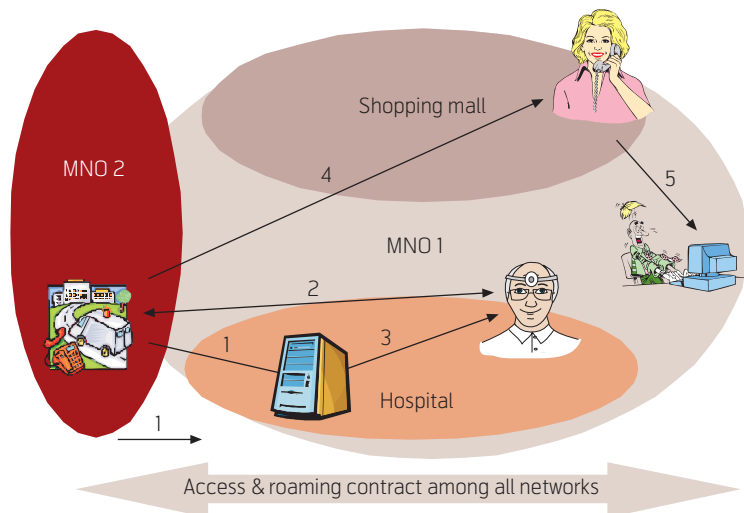 Shopping mall
MNO 2
4
5
MNO 1
2
1
3
Hospital
1
Access & roaming contract among all networks